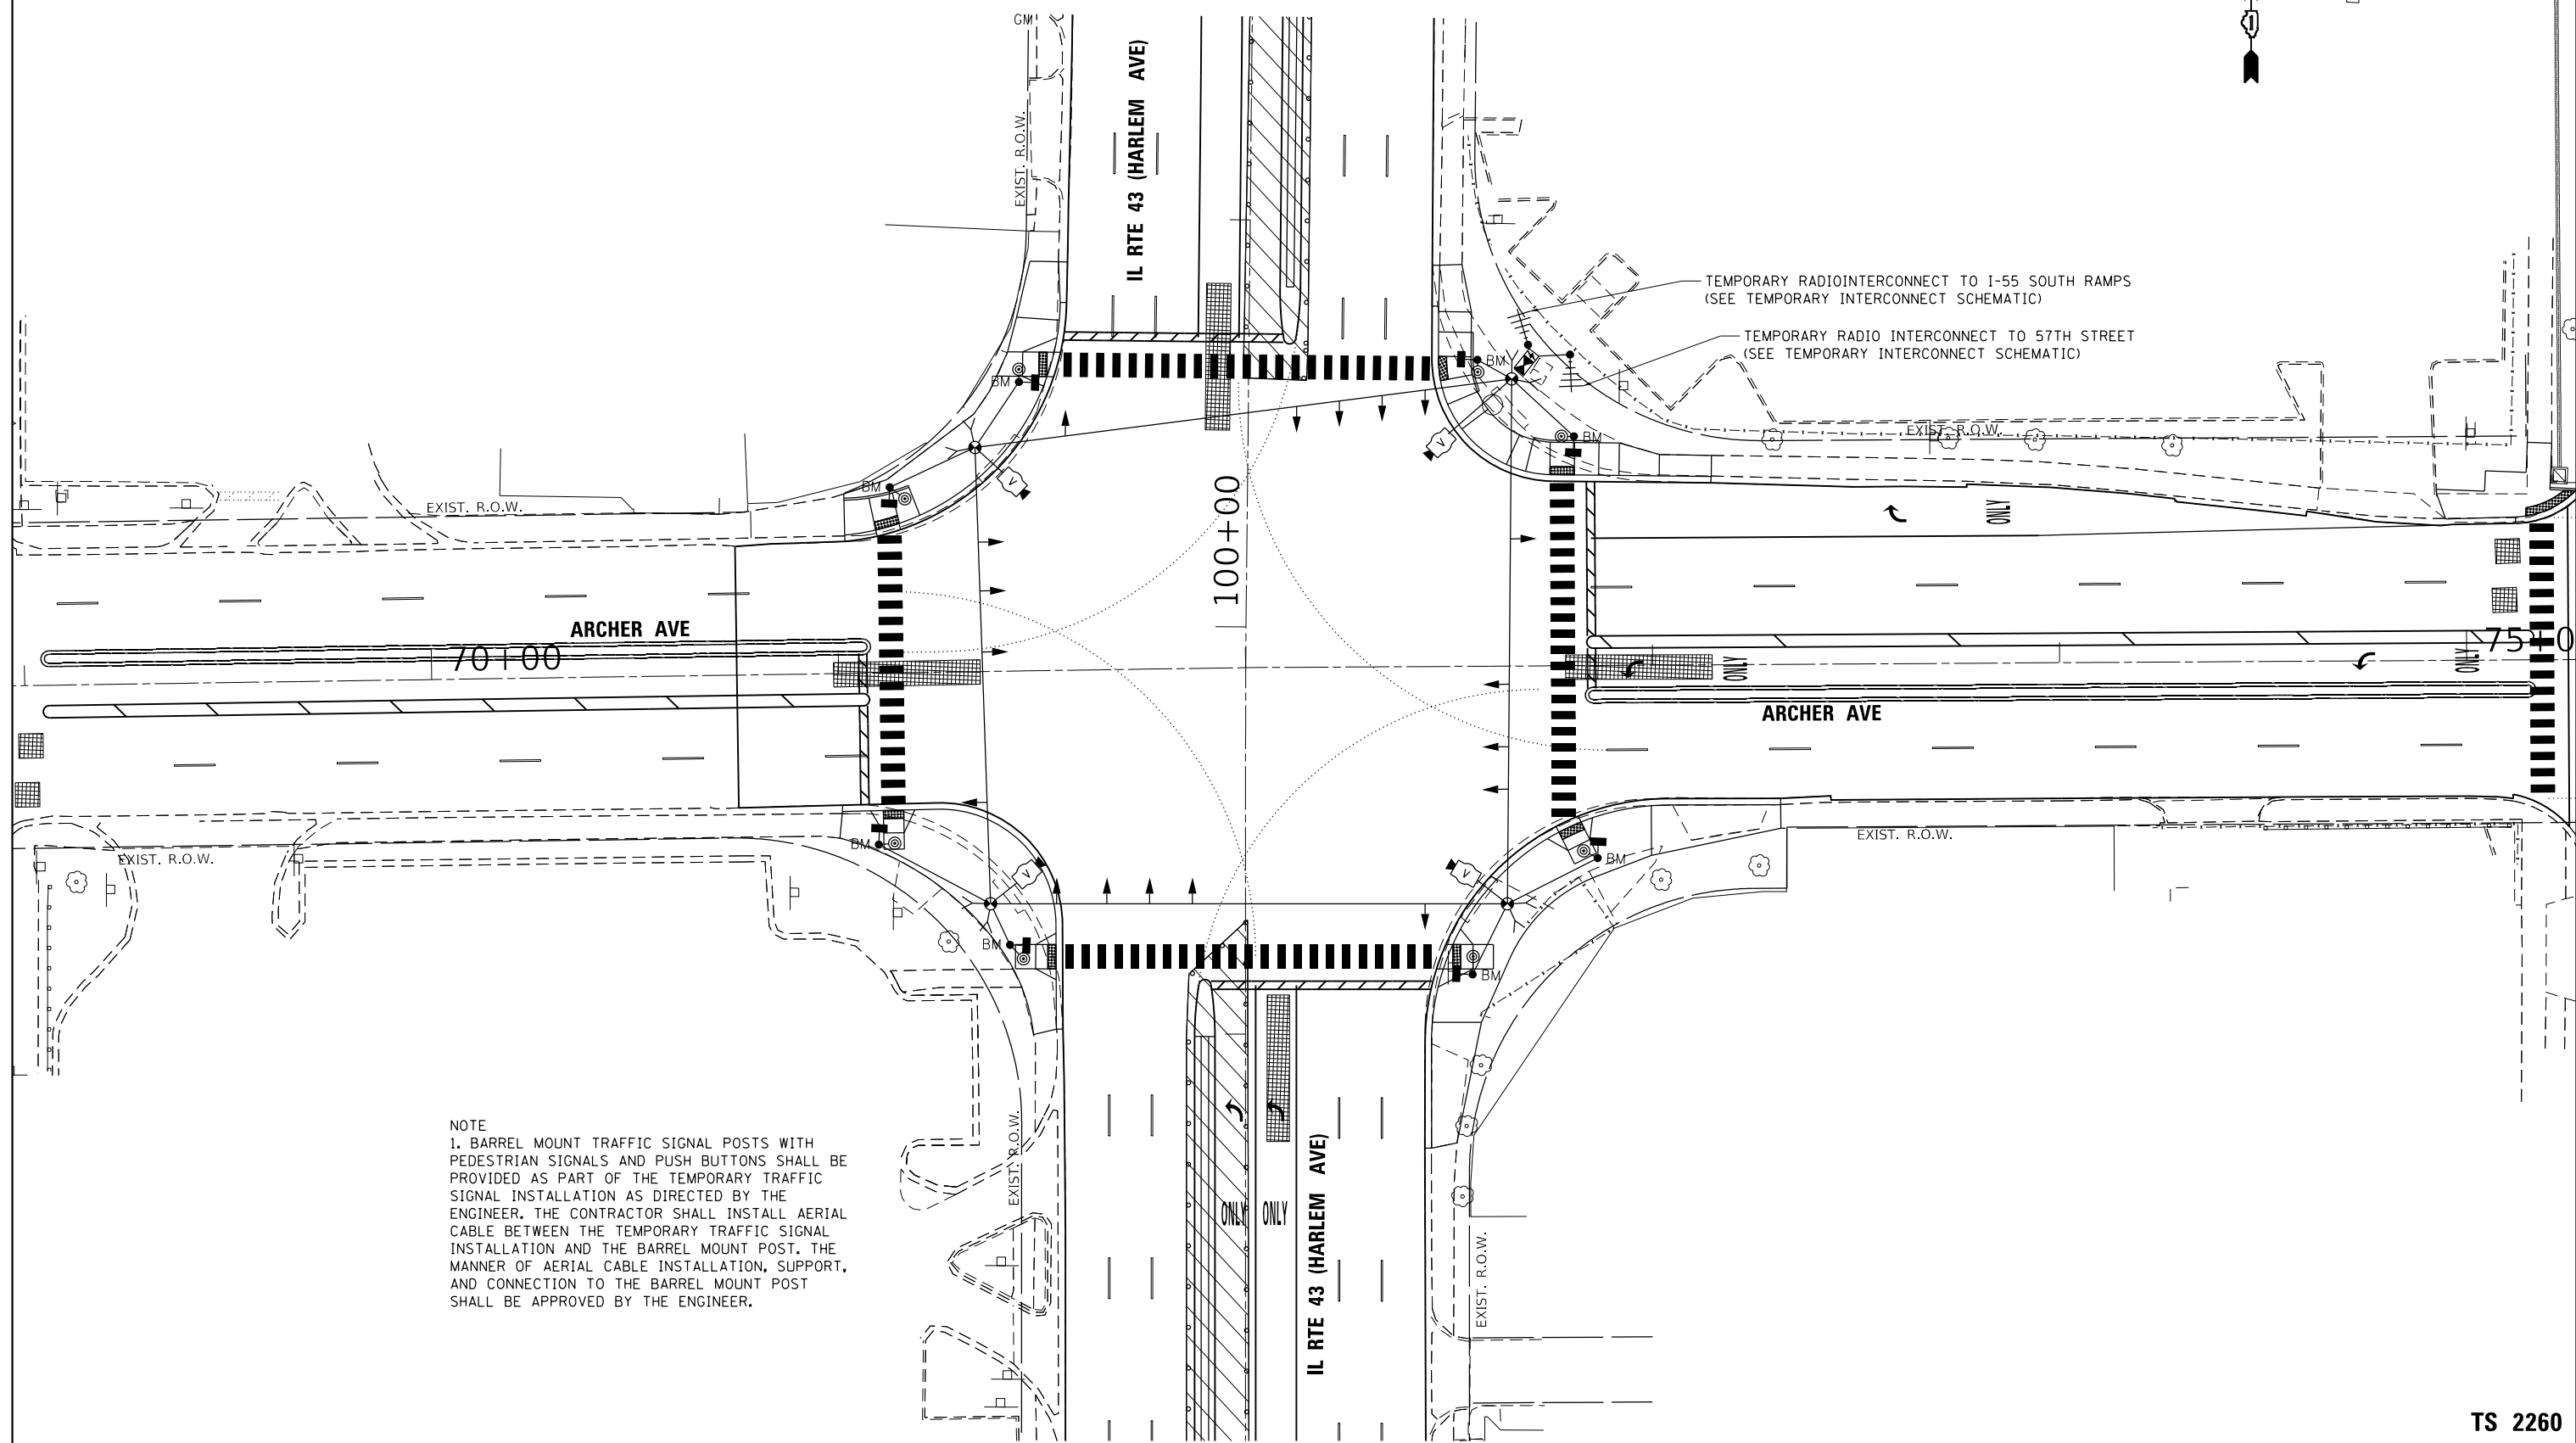 GM
1
IL RTE 43 (HARLEM AVE)
EXIST. R.O.W.
TEMPORARY RADIOINTERCONNECT TO I-55 SOUTH RAMPS
(SEE TEMPORARY INTERCONNECT SCHEMATIC)
TEMPORARY RADIO INTERCONNECT TO 57TH STREET
(SEE TEMPORARY INTERCONNECT SCHEMATIC)
BM
BM
BM
BM
V
V
EXIST. R.O.W.
EXIST. R.O.W.
100+00
ONLY
ARCHER AVE
70+00
ONLY
ONLY
75+0
ARCHER AVE
EXIST. R.O.W.
EXIST. R.O.W.
BM
BM
V
V
BM
BM
NOTE
1. BARREL MOUNT TRAFFIC SIGNAL POSTS WITH
PEDESTRIAN SIGNALS AND PUSH BUTTONS SHALL BE
PROVIDED AS PART OF THE TEMPORARY TRAFFIC
SIGNAL INSTALLATION AS DIRECTED BY THE
ENGINEER. THE CONTRACTOR SHALL INSTALL AERIAL
CABLE BETWEEN THE TEMPORARY TRAFFIC SIGNAL
INSTALLATION AND THE BARREL MOUNT POST. THE
MANNER OF AERIAL CABLE INSTALLATION, SUPPORT,
AND CONNECTION TO THE BARREL MOUNT POST
SHALL BE APPROVED BY THE ENGINEER.
EXIST. R.O.W.
ONLY
ONLY
IL RTE 43 (HARLEM AVE)
EXIST. R.O.W.
TS 2260